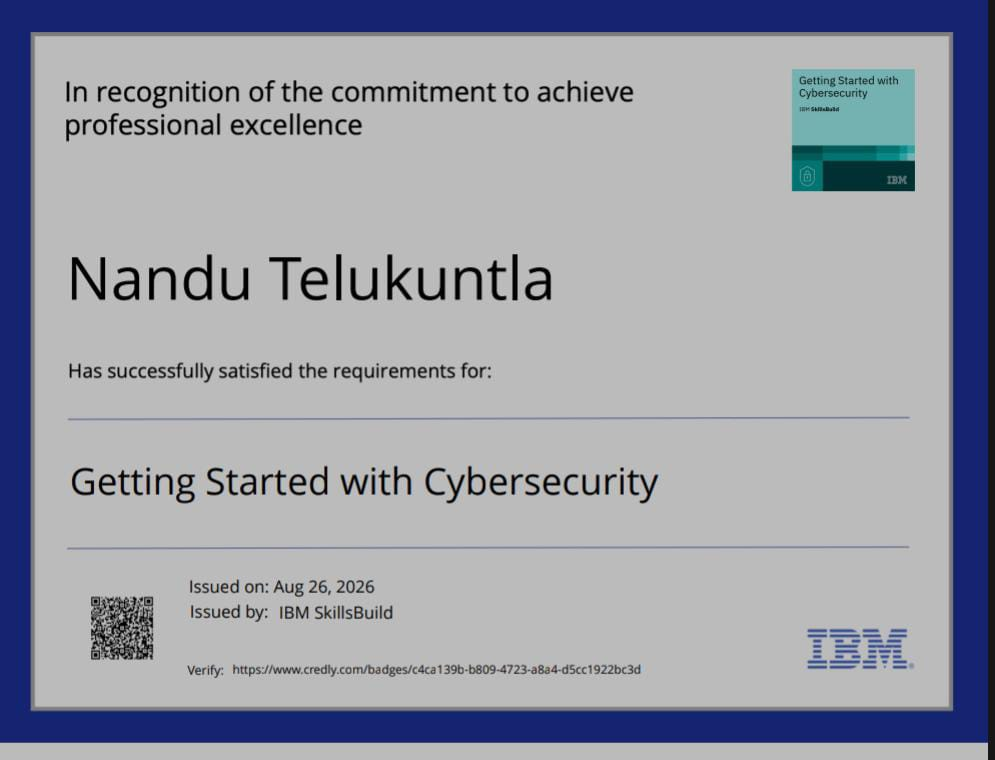 In recognition of the commitment to achieve
professional excellence
Getting Started with
Cybersecurity
IBM SkillsBuild
IBM
Nandu Telukuntla
Has successfully satisfied the requirements for:
Getting Started with Cybersecurity
Issued on: Aug 26, 2026
Issued by: IBM SkillsBuild
Verify: https://www.credly.com/badges/c4ca139b-b809-4723-a8a4-d5cc1922bc3d
IBM®